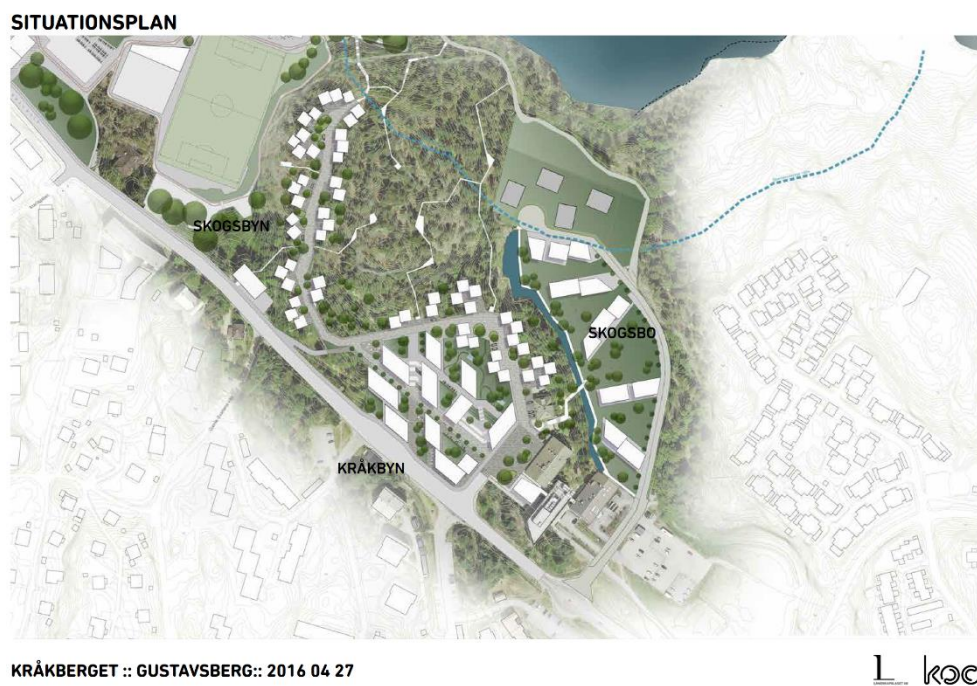 SITUATIONSPLAN
SKOGSBYN
SKOGSBO
KRÅKBYN
KRÅKBERGET :: GUSTAVSBERG:: 2016 04 27
L
koc